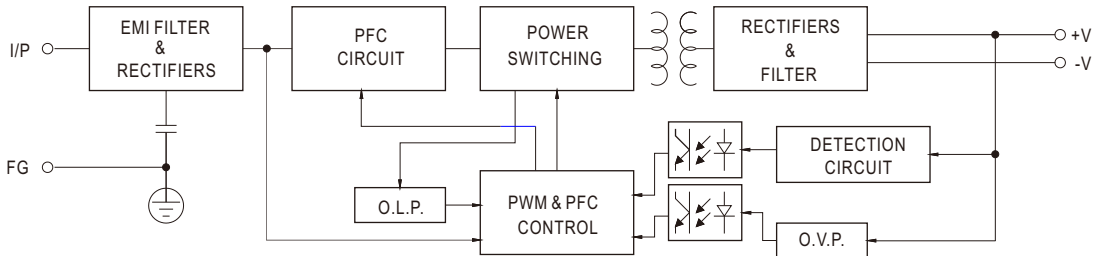 I/P
EMI FILTER
&
RECTIFIERS
PFC
CIRCUIT
POWER
SWITCHING
RECTIFIERS
&
FILTER
+V
-V
FG
O.L.P.
PWM & PFC
CONTROL
DETECTION
CIRCUIT
O.V.P.